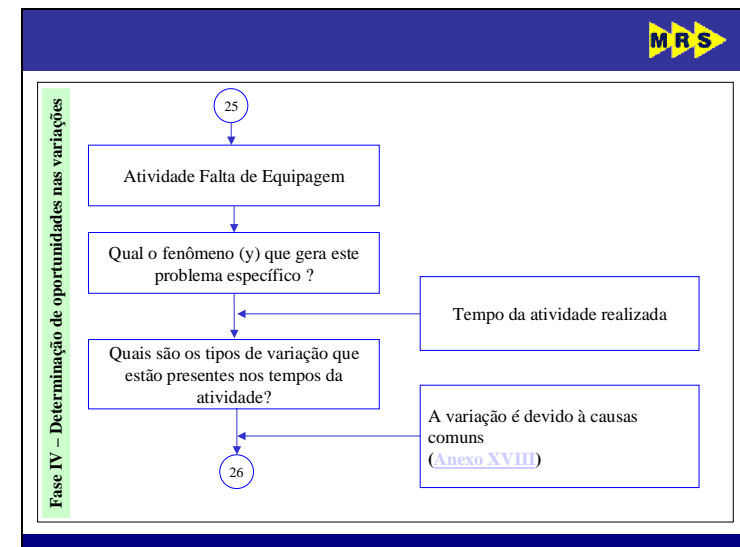 MRS
Fase IV – Determinação de oportunidades nas variações
25
Atividade Falta de Equipagem
Qual o fenômeno (y) que gera este
problema específico ?
Tempo da atividade realizada
Quais são os tipos de variação que
estão presentes nos tempos da
atividade?
A variação é devido à causas
comuns
(Anexo XVIII)
26